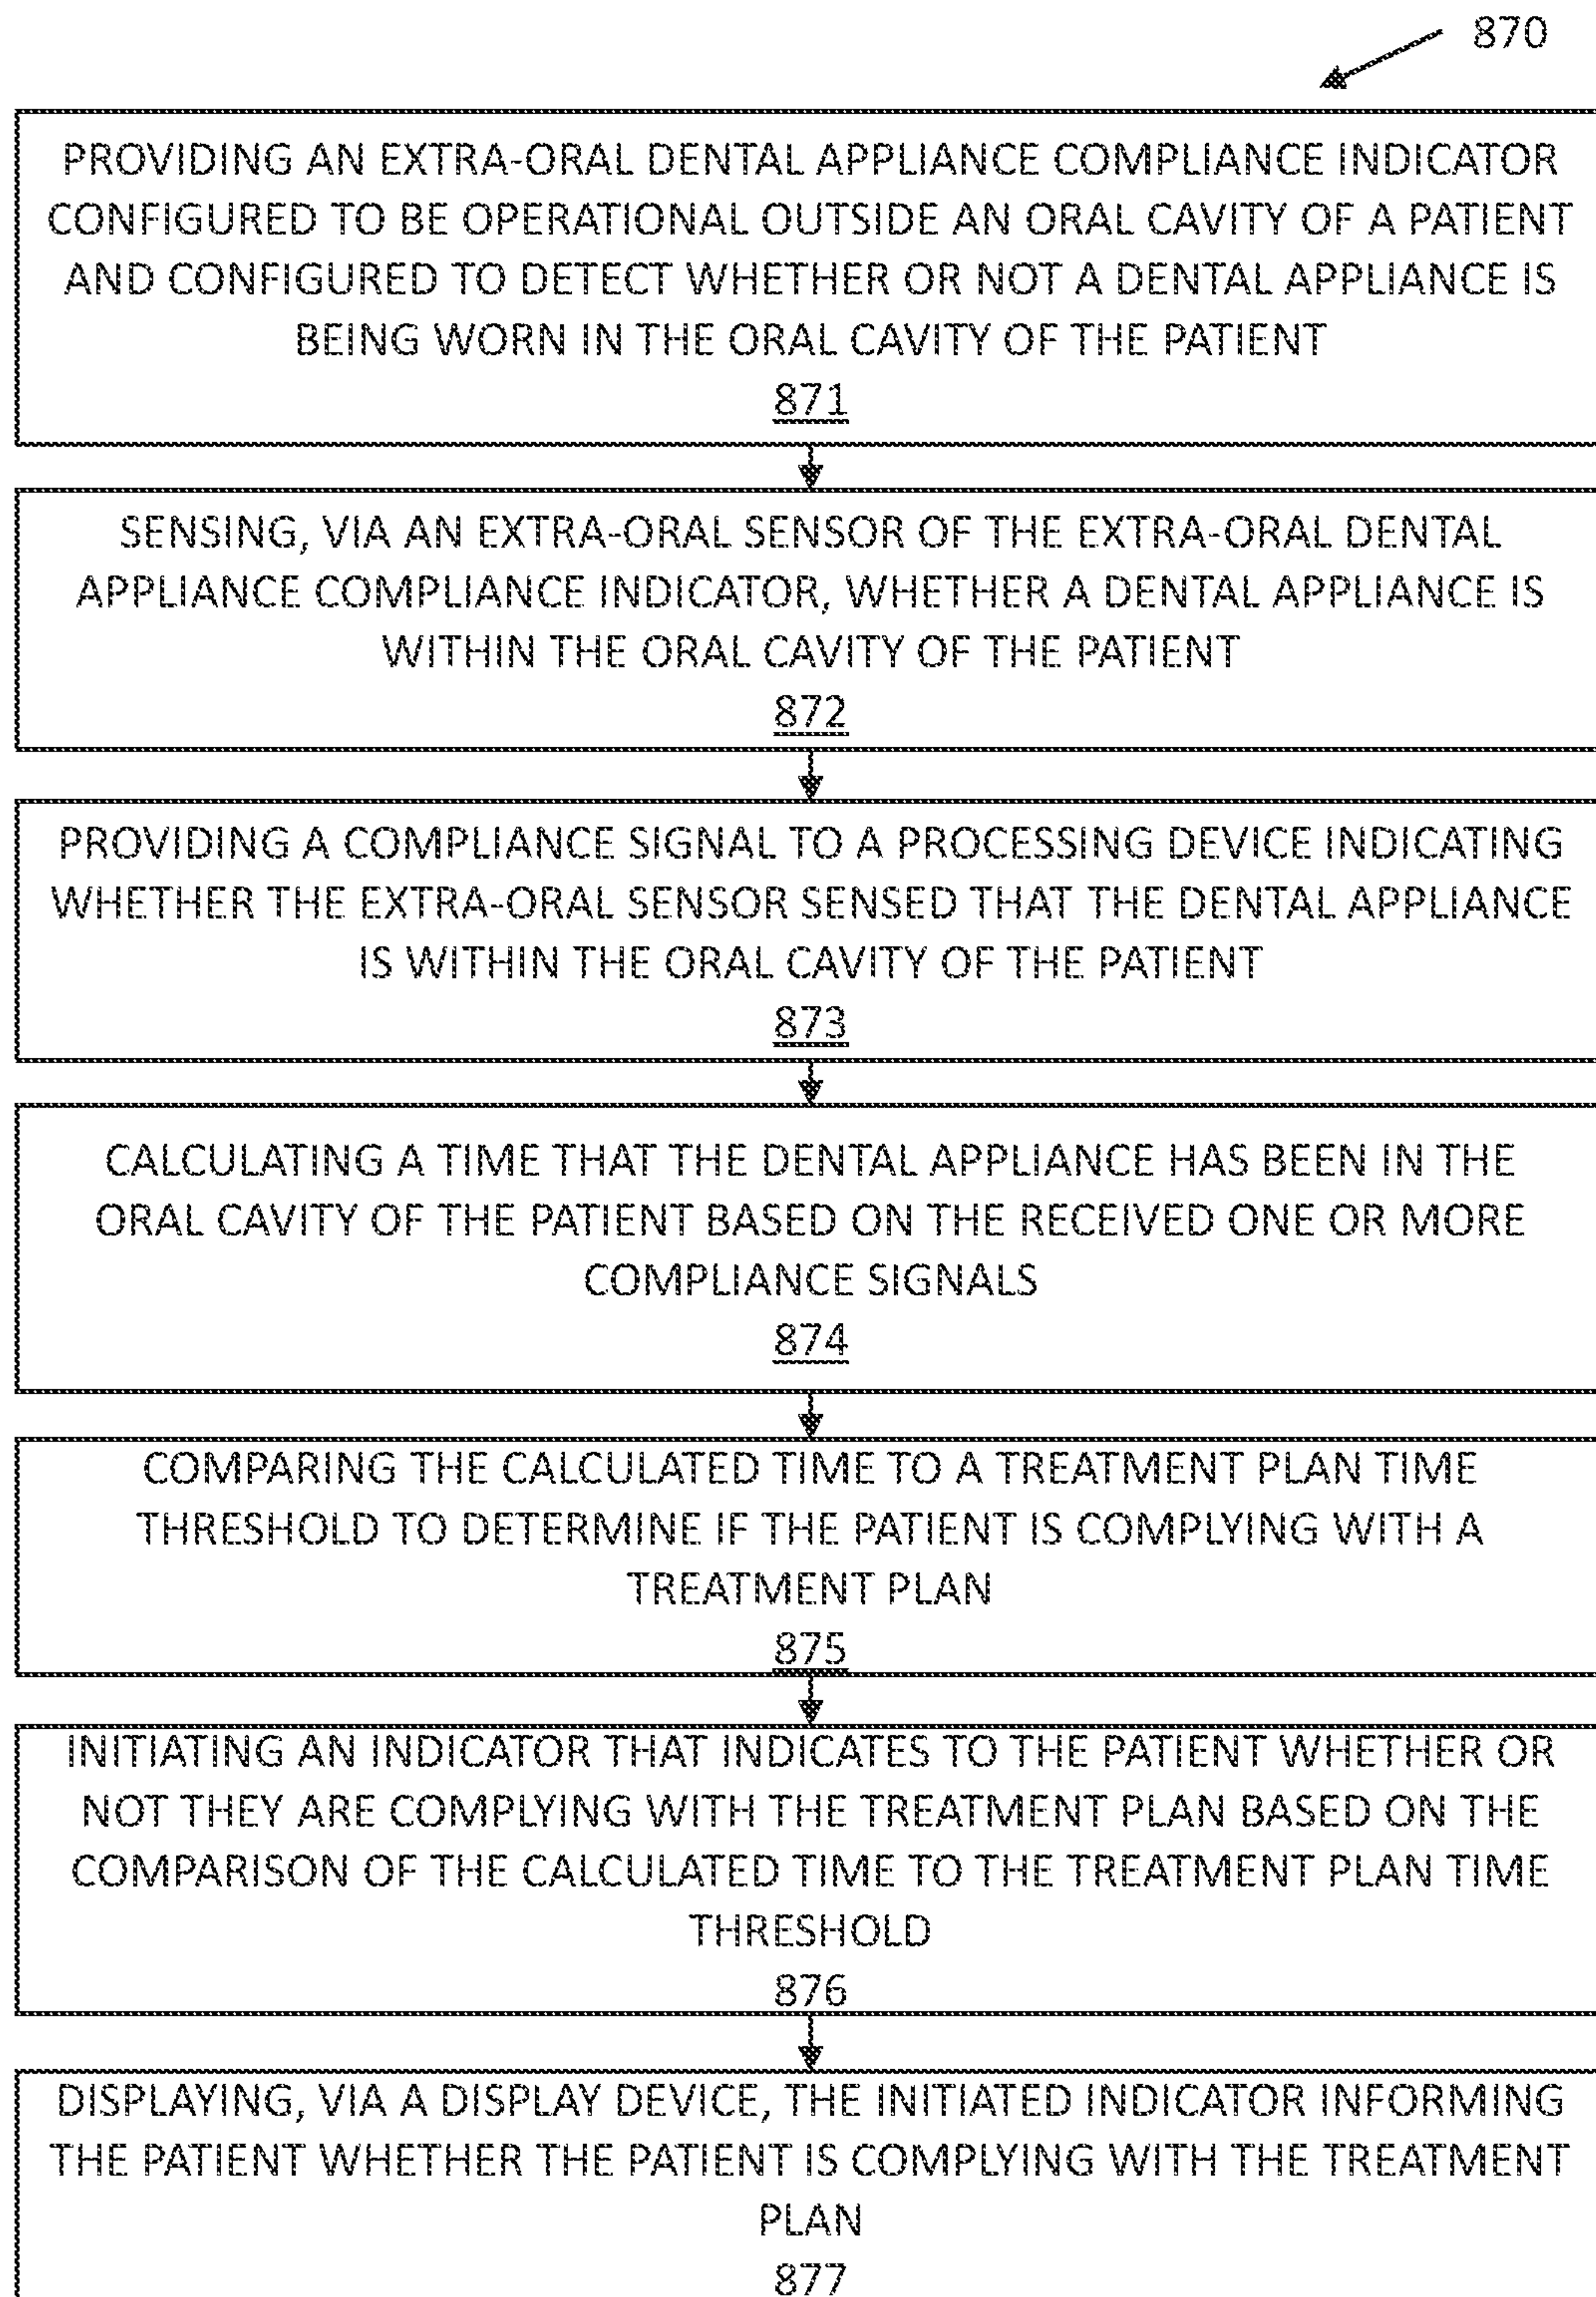 870
PROVIDING AN EXTRA-ORAL DENTAL APPLIANCE COMPLIANCE INDICATOR
CONFIGURED TO BE OPERATIONAL OUTSIDE AN ORAL CAVITY OF A PATIENT
AND CONFIGURED TO DETECT WHETHER OR NOT A DENTAL APPLIANCE IS
BEING WORN IN THE ORAL CAVITY OF THE PATIENT
871
SENSING, VIA AN EXTRA-ORAL SENSOR OF THE EXTRA-ORAL DENTAL
APPLIANCE COMPLIANCE INDICATOR, WHETHER A DENTAL APPLIANCE IS
WITHIN THE ORAL CAVITY OF THE PATIENT
872
PROVIDING A COMPLIANCE SIGNAL TO A PROCESSING DEVICE INDICATING
WHETHER THE EXTRA-ORAL SENSOR SENSED THAT THE DENTAL APPLIANCE
IS WITHIN THE ORAL CAVITY OF THE PATIENT
873
CALCULATING A TIME THAT THE DENTAL APPLIANCE HAS BEEN IN THE
ORAL CAVITY OF THE PATIENT BASED ON THE RECEIVED ONE OR MORE
COMPLIANCE SIGNALS
874
COMPARING THE CALCULATED TIME TO A TREATMENT PLAN TIME
THRESHOLD TO DETERMINE IF THE PATIENT IS COMPLYING WITH A
TREATMENT PLAN
875
INITIATING AN INDICATOR THAT INDICATES TO THE PATIENT WHETHER OR
NOT THEY ARE COMPLYING WITH THE TREATMENT PLAN BASED ON THE
COMPARISON OF THE CALCULATED TIME TO THE TREATMENT PLAN TIME
THRESHOLD
876
DISPLAYING, VIA A DISPLAY DEVICE, THE INITIATED INDICATOR INFORMING
THE PATIENT WHETHER THE PATIENT IS COMPLYING WITH THE TREATMENT
PLAN
877